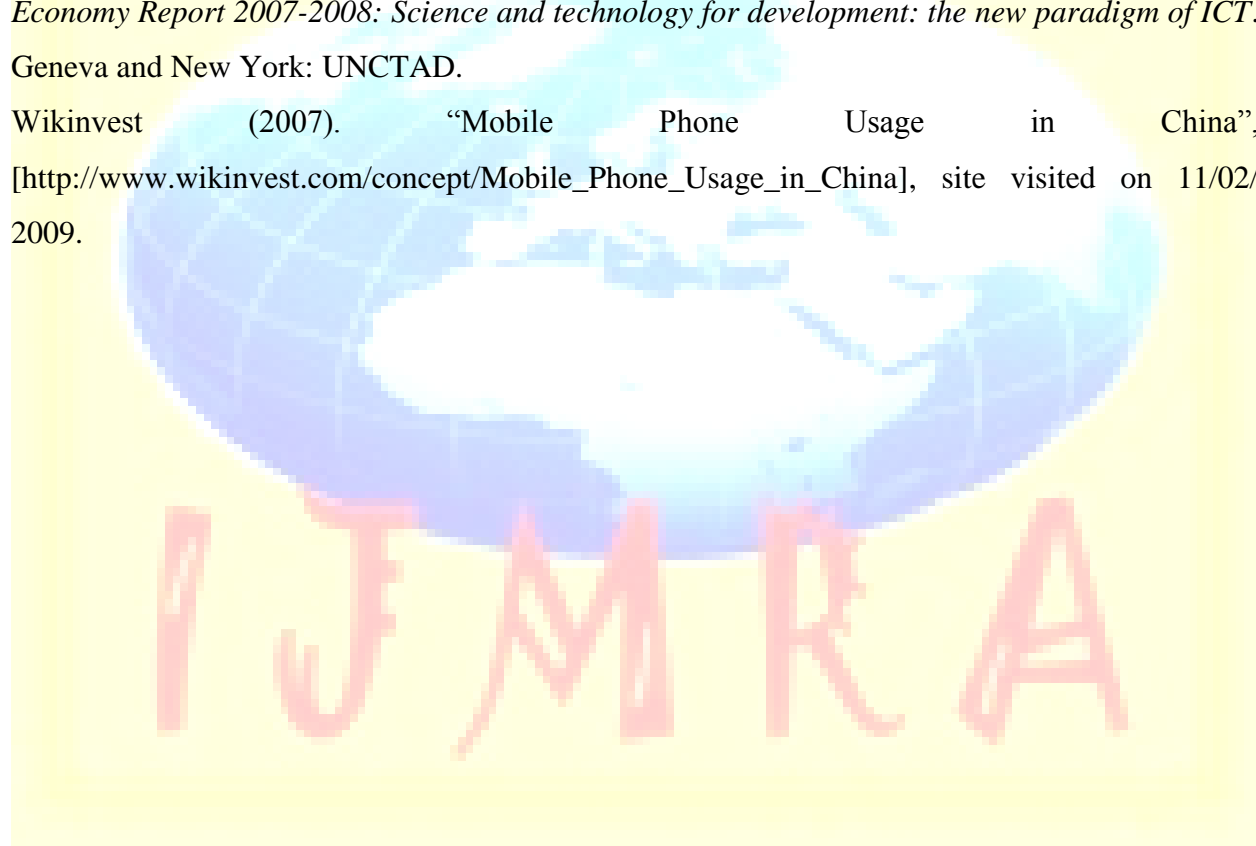 Economy Report 2007-2008: Science and technology for development: the new paradigm of ICT.
Geneva and New York: UNCTAD.
Wikinvest (2007). “Mobile Phone Usage in China”,
[http://www.wikinvest.com/concept/Mobile_Phone_Usage_in_China], site visited on 11/02/
2009.
IJMRA